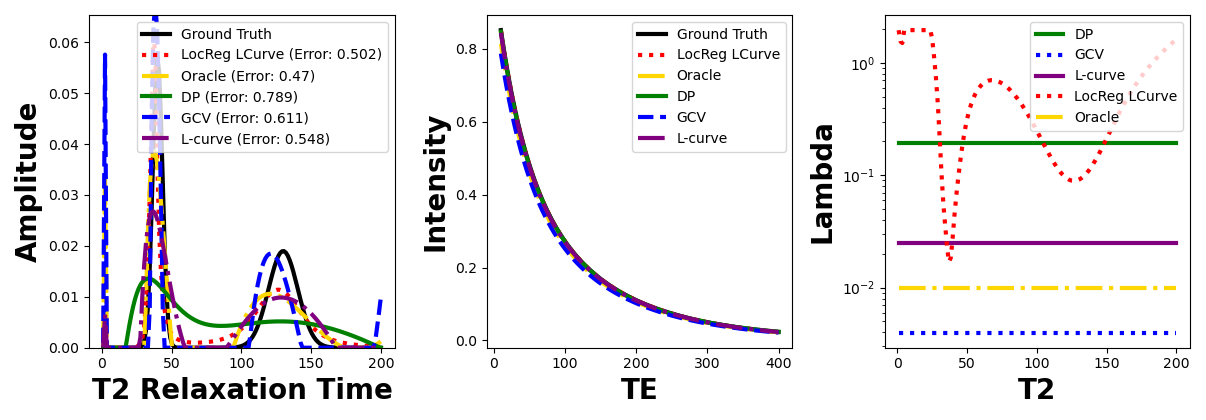 Amplitude
0.06
0.05
0.04
0.03
0.02
0.01
0.00
Ground Truth
LocReg LCurve (Error: 0.502)
Oracle (Error: 0.47)
DP (Error: 0.789)
GCV (Error: 0.611)
L-curve (Error: 0.548)
0 50 100 150 200
T2 Relaxation Time
Intensity
0.8
0.6
0.4
0.2
0.0
Ground Truth
LocReg LCurve
Oracle
DP
GCV
L-curve
0 100 200 300 400
TE
Lambda
10⁰
10⁻¹
10⁻²
DP
GCV
L-curve
LocReg LCurve
Oracle
0 50 100 150 200
T2